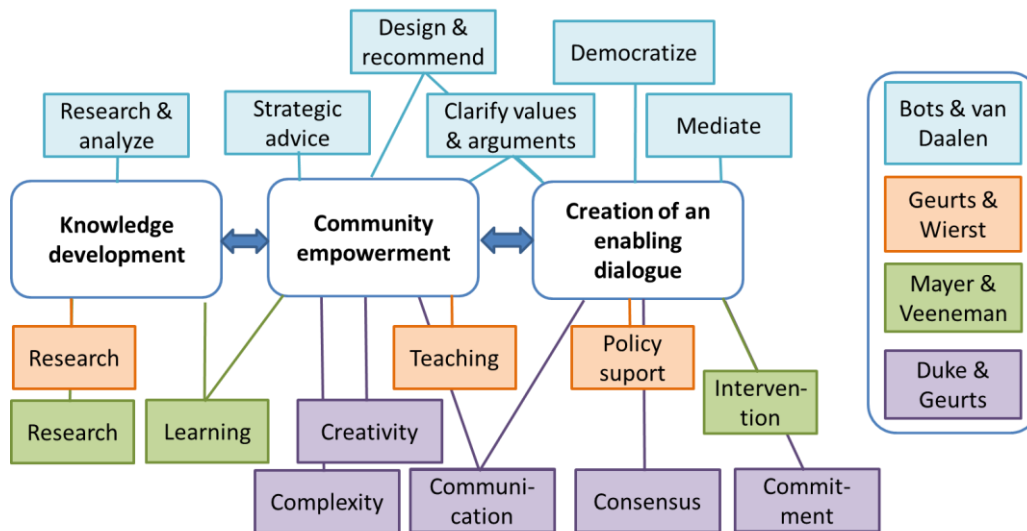 Design &
recommend
Democratize
Research &
analyze
Strategic
advice
Clarify values
& arguments
Mediate
Knowledge
development
Community
empowerment
Creation of an
enabling
dialogue
Research
Teaching
Policy
suport
Research
Learning
Creativity
Interven-
tion
Complexity
Communi-
cation
Consensus
Commit-
ment
Bots & van
Daalen
Geurts &
Wierst
Mayer &
Veeneman
Duke &
Geurts